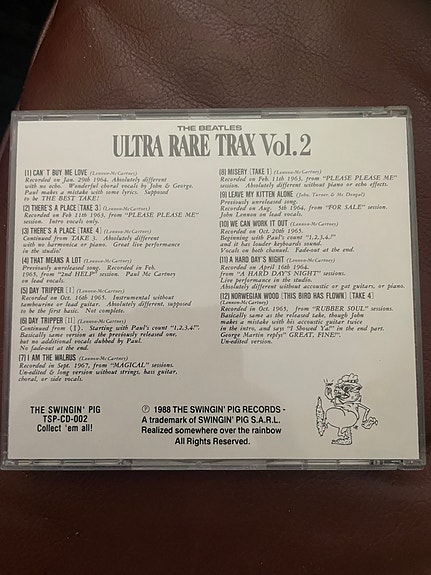 THE BEATLES
ULTRA RARE TRAX Vol. 2
(1) CAN'T BUY ME LOVE (Lennon-McCartney)
Recorded on Jan. 29th 1964. Absolutely different
with no echo. Wonderful choral vocals by John & George.
Paul makes a mistake with some lyrics. Supposed
to be THE BEST TAKE!
(2) THERE'S A PLACE [TAKE 3] (Lennon-McCartney)
Recorded on Feb 11th 1963, from "PLEASE PLEASE ME"
session. Intro vocals only.
(3) THERE'S A PLACE [TAKE 4] (Lennon-McCartney)
Continued from TAKE 3. Absolutely different
with no harmonica or piano. Great live performance
in the studio!
(4) THAT MEANS A LOT (Lennon-McCartney)
Previously unreleased song. Recorded in Feb.
1965, from "2nd HELP" session. Paul Mc Cartney
on lead vocals.
(5) DAY TRIPPER [I] (Lennon-McCartney)
Recorded on Oct. 16th 1965. Instrumental without
tambourine or lead guitar. Absolutely different, supposed
to be the first basic. Not complete.
(6) DAY TRIPPER [II] (Lennon-McCartney)
Continued from (I). Starting with Paul's count "1,2,3,4!".
Basically same version as the previously released one,
but no additional vocals dubbed by Paul.
No fade-out at the end.
(7) I AM THE WALRUS (Lennon-McCartney)
Recorded in Sept. 1967, from "MAGICAL" sessions.
Un-edited & long version without strings, bass guitar,
choral, or side vocals.
(8) MISERY [TAKE 1] (Lennon-McCartney)
Recorded on Feb. 11th 1963, from "PLEASE PLEASE ME"
session. Absolutely different without piano or echo effects.
(9) LEAVE MY KITTEN ALONE (John, Turner, & Mc Dougal)
Previously unreleased song.
Recorded on Aug. 5th 1964, from "FOR SALE" session.
John Lennon on lead vocals.
(10) WE CAN WORK IT OUT (Lennon-McCartney)
Recorded on Oct. 20th 1965.
Beginning with Paul's count "1,2,3,4!"
end it has louder keyboards sound.
Vocals on both channel. Fade-out at the end.
(11) A HARD DAY'S NIGHT (Lennon-McCartney)
Recorded on April 16th 1964.
from "A HARD DAY'S NIGHT" sessions.
Live performance in the studio.
Absolutely different without acoustic or gat guitars, or piano.
(12) NORWEGIAN WOOD [THIS BIRD HAS FLOWN] [TAKE 4]
(Lennon-McCartney)
Recorded in Oct. 1965, from "RUBBER SOUL" sessions.
Basically same as the released take, though John
makes a mistake with his accoustic guitar twice
in the intro, and says "I Showed Ya!" in the end part.
George Martin reply! "GREAT, FINE!".
Un-edited version.
THE SWINGIN' PIG
TSP-CD-002
Collect 'em all!
℗ 1988 THE SWINGIN' PIG RECORDS -
A trademark of SWINGIN' PIG S.A.R.L.
Realized somewhere over the rainbow
All Rights Reserved.